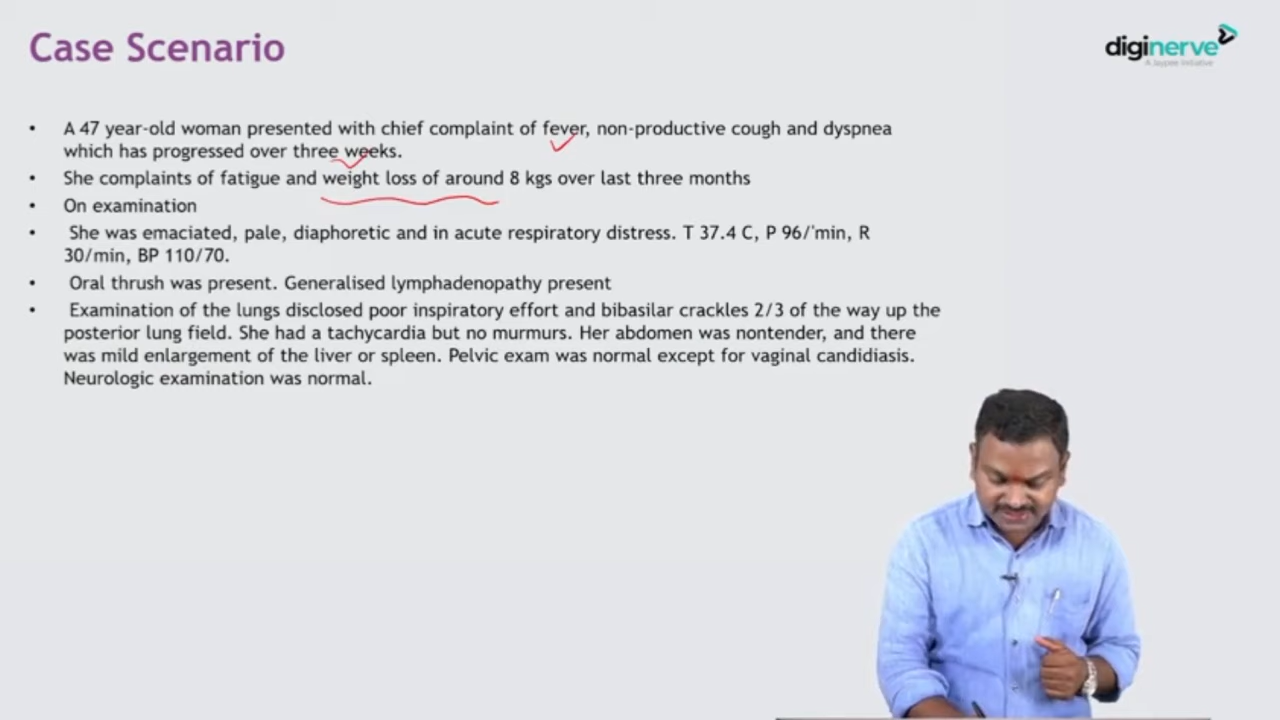 Case Scenario
diginerve
A Jaypee Initiative
• A 47 year-old woman presented with chief complaint of fever, non-productive cough and dyspnea
which has progressed over three weeks.
• She complaints of fatigue and weight loss of around 8 kgs over last three months
• On examination
• She was emaciated, pale, diaphoretic and in acute respiratory distress. T 37.4 C, P 96/'min, R
30/min, BP 110/70.
• Oral thrush was present. Generalised lymphadenopathy present
• Examination of the lungs disclosed poor inspiratory effort and bibasilar crackles 2/3 of the way up the
posterior lung field. She had a tachycardia but no murmurs. Her abdomen was nontender, and there
was mild enlargement of the liver or spleen. Pelvic exam was normal except for vaginal candidiasis.
Neurologic examination was normal.